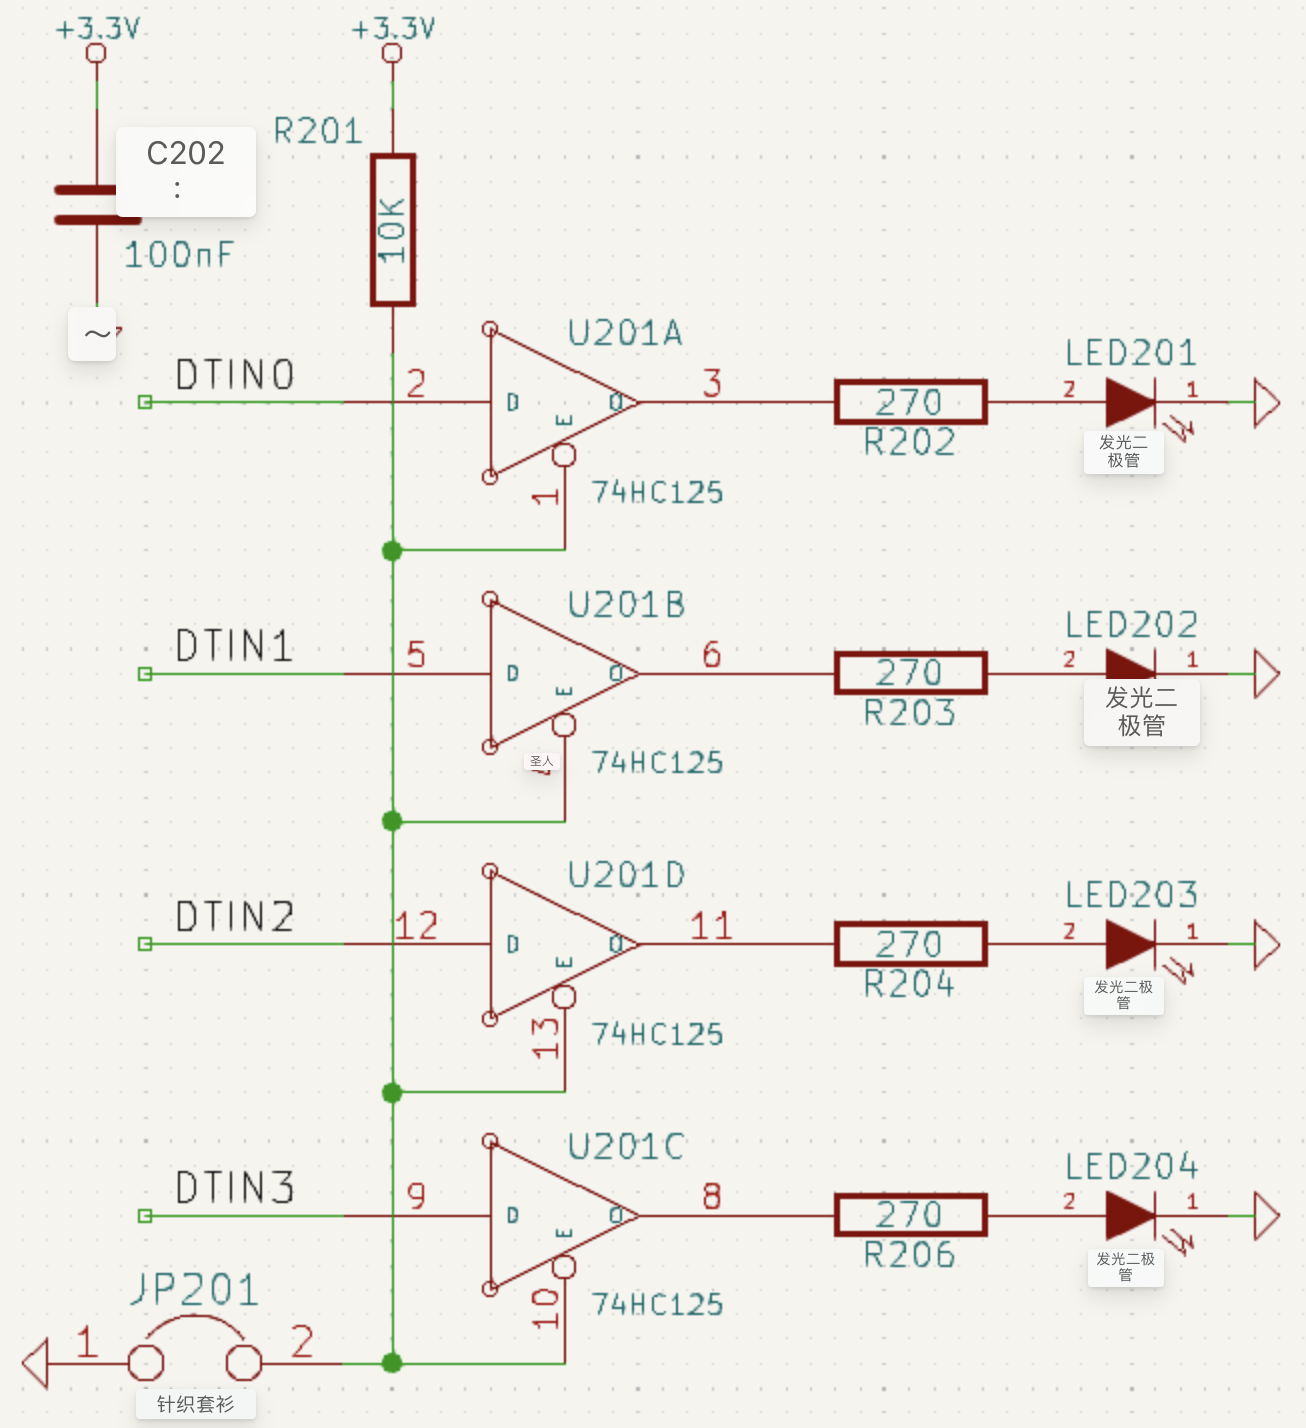 +3.3V
+3.3V
C202
:
R201
10K
100nF
~
DTIN0
2
D
E
O
U201A
3
1
74HC125
270
R202
LED201
2
1
发光二
极管
DTIN1
5
D
E
O
U201B
6
圣人
74HC125
270
R203
LED202
2
1
发光二
极管
DTIN2
12
D
E
O
U201D
11
13
74HC125
270
R204
LED203
2
1
发光二极
管
DTIN3
9
D
E
O
U201C
8
10
74HC125
270
R206
LED204
2
1
发光二极
管
JP201
1
2
针织套衫